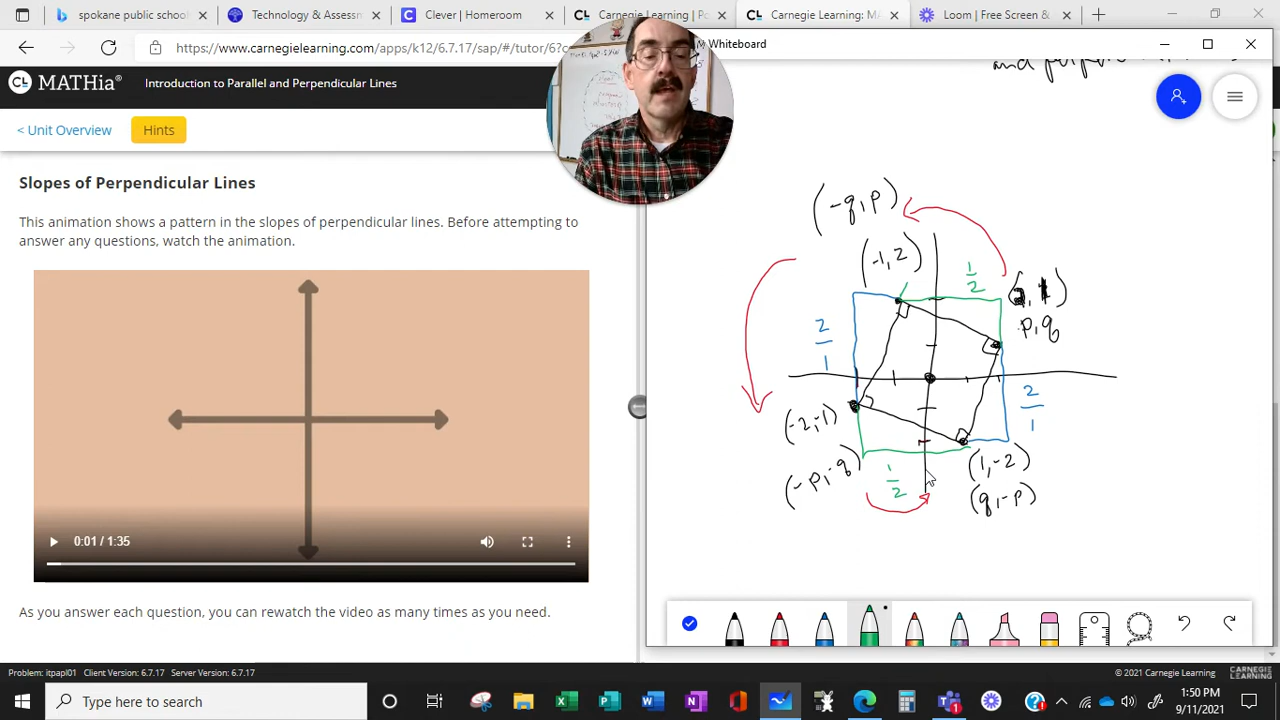 spokane public school
Technology & Assessm
Clever | Homeroom
Carnegie Learning | Po
Carnegie Learning: MA
Loom | Free Screen &
https://www.carnegielearning.com/apps/k12/6.7.17/sap/#/tutor/6?c
Whiteboard
CL MATHia® Introduction to Parallel and Perpendicular Lines
< Unit Overview Hints
Slopes of Perpendicular Lines
This animation shows a pattern in the slopes of perpendicular lines. Before attempting to
answer any questions, watch the animation.
0:01 / 1:35
As you answer each question, you can rewatch the video as many times as you need.
and
(-q, p)
(-1, 2)
1
2
p, q
2
1
2
1
(-2, -1)
(-p, -q)
1
2
(1, -2)
(q, -p)
Problem: itpapl01 Client Version: 6.7.17 Server Version: 6.7.17
© 2021 Carnegie Learning
CARNEGIE
LEARNING
Type here to search
1:50 PM
9/11/2021